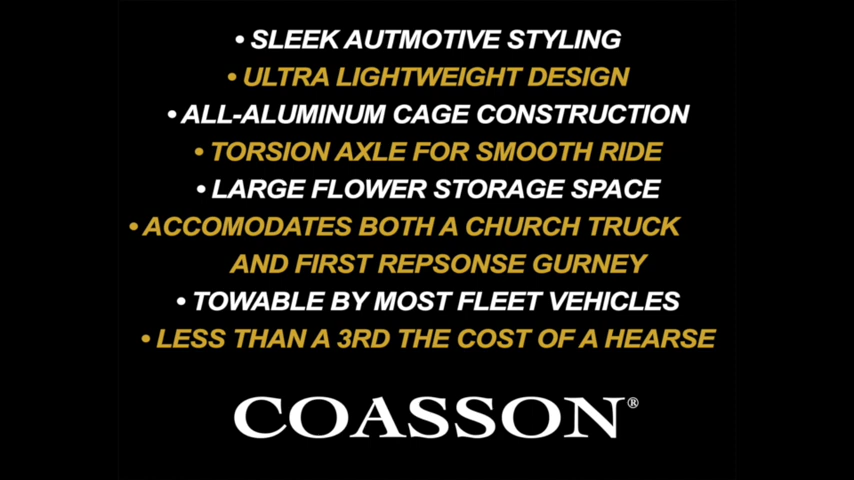 • SLEEK AUTMOTIVE STYLING
• ULTRA LIGHTWEIGHT DESIGN
• ALL-ALUMINUM CAGE CONSTRUCTION
• TORSION AXLE FOR SMOOTH RIDE
• LARGE FLOWER STORAGE SPACE
• ACCOMODATES BOTH A CHURCH TRUCK
AND FIRST REPSONSE GURNEY
• TOWABLE BY MOST FLEET VEHICLES
• LESS THAN A 3RD THE COST OF A HEARSE
COASSON®